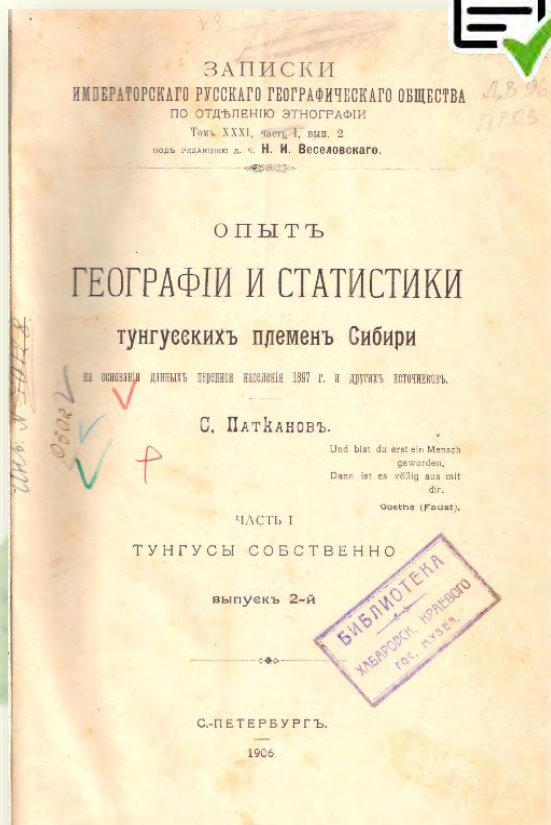 ЗАПИСКИ
ИМПЕРАТОРСКАГО РУССКАГО ГЕОГРАФИЧЕСКАГО ОБЩЕСТВА
ПО ОТДѢЛЕНІЮ ЭТНОГРАФІИ
Томъ XXXI, часть I, вып. 2
подъ редакціею д. ч. Н. И. Веселовскаго.
ОПЫТЪ
ГЕОГРАФІИ И СТАТИСТИКИ
тунгусскихъ племенъ Сибири
на основаніи данныхъ переписи населенія 1897 г. и другихъ источниковъ.
С. Паткановъ.
Und bist du erst ein Mensch
geworden,
Dann ist es völlig aus mit
dir.
Goethe (Faust).
ЧАСТЬ I
ТУНГУСЫ СОБСТВЕННО
выпускъ 2-й
БИБЛИОТЕКА
ХАБАРОВСК. КРАЕВОГО
ГОС. МУЗЕЯ.
С.-ПЕТЕРБУРГЪ.
1906